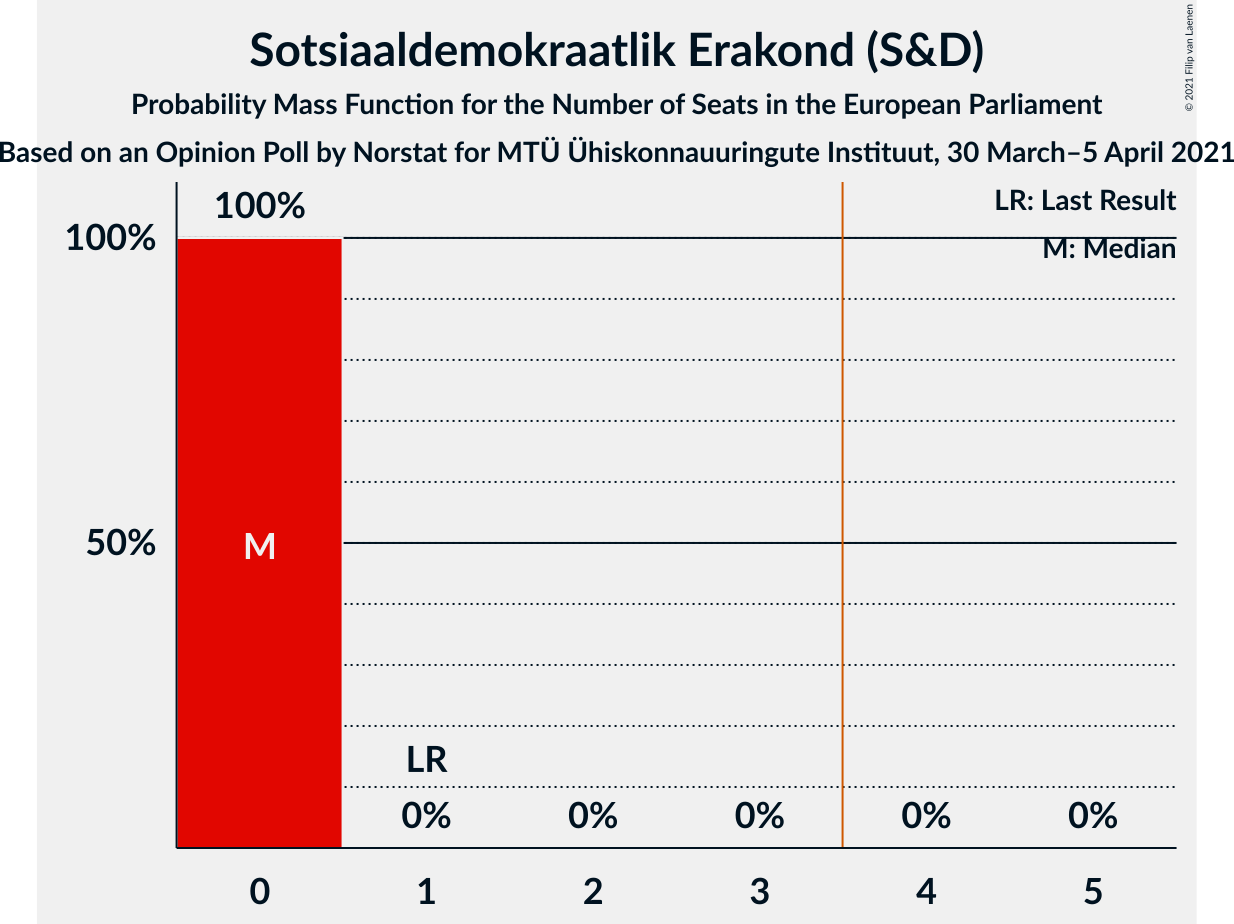 Sotsiaaldemokraatlik Erakond (S&D)
Probability Mass Function for the Number of Seats in the European Parliament
Based on an Opinion Poll by Norstat for MTÜ Ühiskonnauuringute Instituut, 30 March–5 April 2021
© 2021 Filip van Laenen
LR: Last Result
M: Median
100%
100%
50%
M
LR
0% 0% 0% 0% 0%
0 1 2 3 4 5